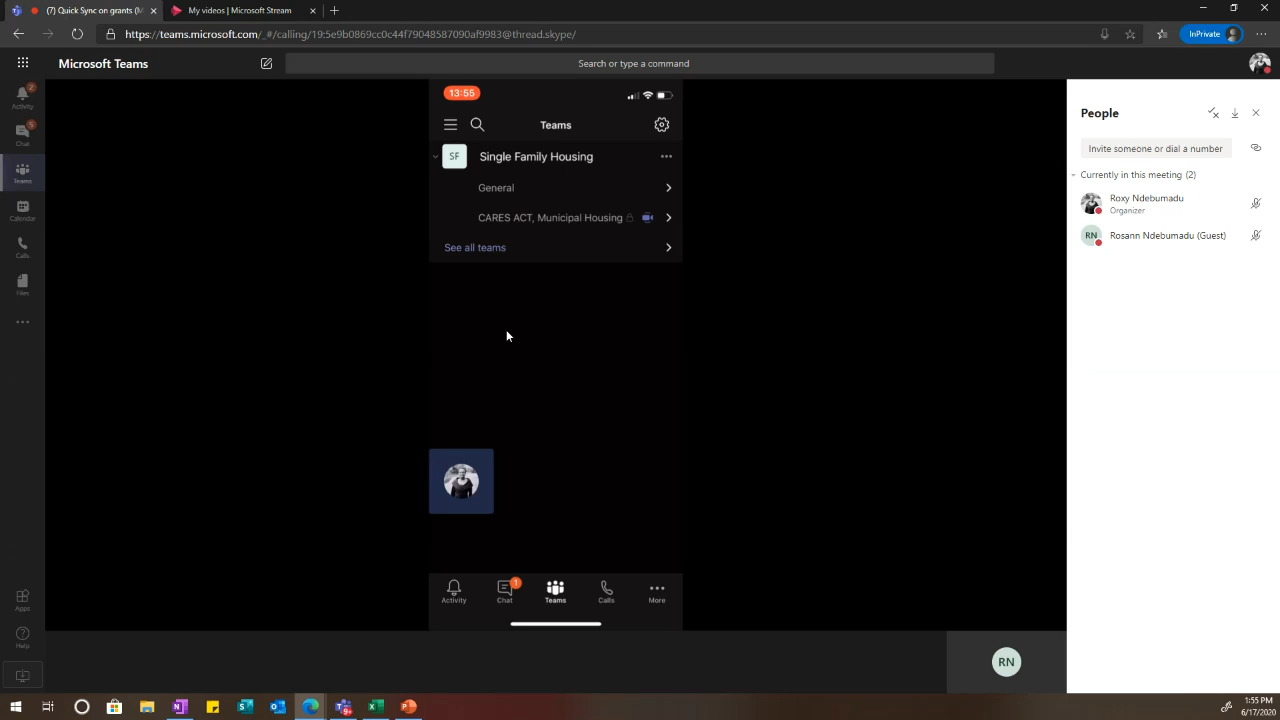 (7) Quick Sync on grants (M
My videos | Microsoft Stream
https://teams.microsoft.com/_#/calling/19:5e9b0869cc0c44f79048587090af9983@thread.skype/
InPrivate
Microsoft Teams
Search or type a command
2
Activity
5
Chat
Teams
Calendar
Calls
Files
Apps
Help
13:55
Teams
SF
Single Family Housing
General
CARES ACT, Municipal Housing
See all teams
Activity
Chat
1
Teams
Calls
More
People
Invite someone or dial a number
Currently in this meeting (2)
Roxy Ndebumadu
Organizer
RN
Rosann Ndebumadu (Guest)
RN
1:55 PM
6/17/2020